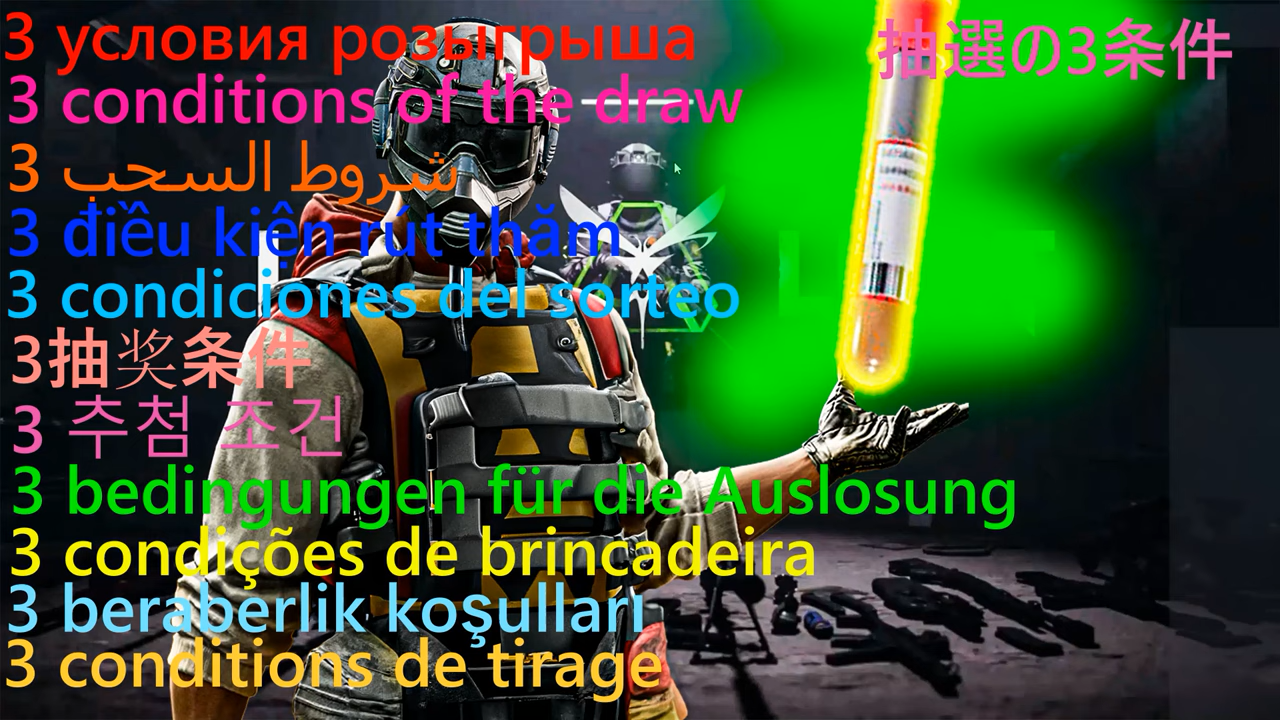 3 условия розыгрыша
抽選の3条件
3 conditions of the draw
3 شروط السحب
3 điều kiện rút thăm
3 condiciones del sorteo
3抽奖条件
3 추첨 조건
3 bedingungen für die Auslosung
3 condições de brincadeira
3 beraberlik koşulları
3 conditions de tirage